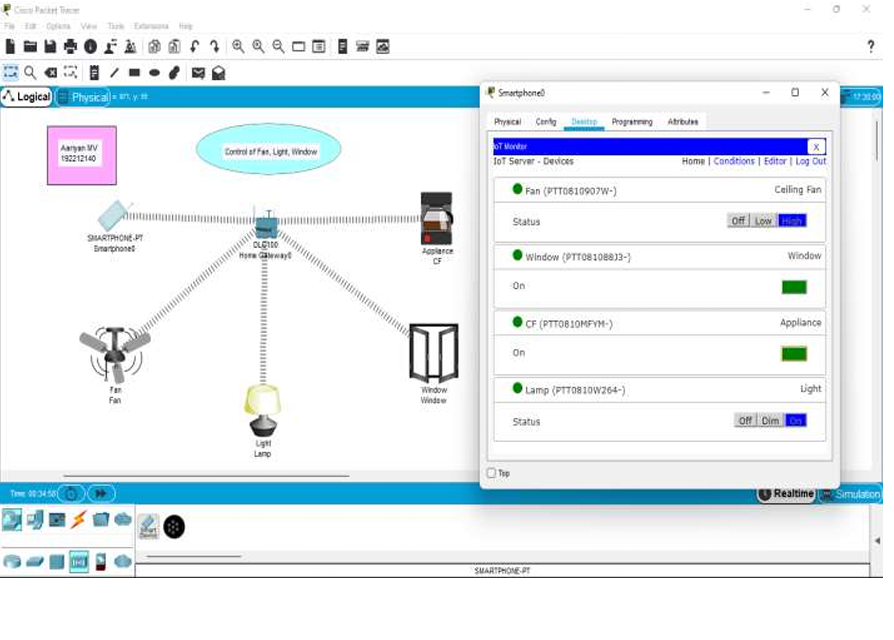 Cisco Packet Tracer
File Edit Options View Tools Extensions Help
?
Logical Physical
17:30:00
Aariyan MV
192212140
Control of Fan, Light, Window
SMARTPHONE-PT
Smartphone0
DLC100
Home Gateway0
Appliance
CF
Fan
Fan
Window
Window
Light
Lamp
Smartphone0
Physical Config Desktop Programming Attributes
IoT Monitor X
IoT Server - Devices Home | Conditions | Editor | Log Out
Fan (PTT0810907W-) Ceiling Fan
Status Off Low High
Window (PTT081088J3-) Window
On
CF (PTT0810MFYM-) Appliance
On
Lamp (PTT0810W264-) Light
Status Off Dim On
Top
Time: 00:34:58
Realtime Simulation
SMARTPHONE-PT